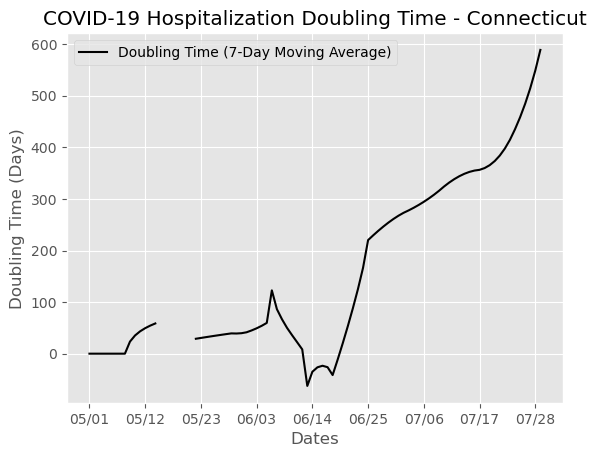 COVID-19 Hospitalization Doubling Time - Connecticut
Doubling Time (7-Day Moving Average)
600
500
400
300
200
100
0
Doubling Time (Days)
05/01 05/12 05/23 06/03 06/14 06/25 07/06 07/17 07/28
Dates